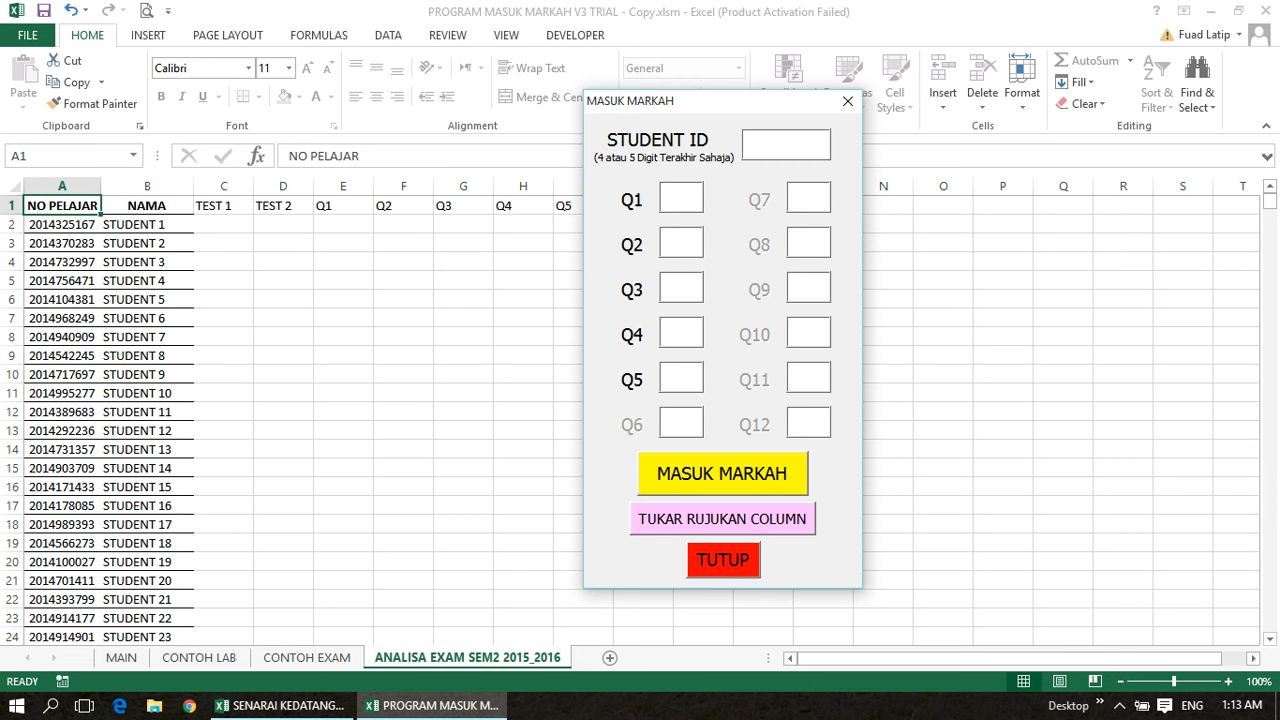 PROGRAM MASUK MARKAH V3 TRIAL - Copy.xlsm - Excel (Product Activation Failed)
FILE HOME INSERT PAGE LAYOUT FORMULAS DATA REVIEW VIEW DEVELOPER Fuad Latip
Cut
Copy
Format Painter
Paste
Clipboard
Calibri 11
B I U
Font
Wrap Text
Merge & Cen
Alignment
General
Cell
Styles
Insert Delete Format
Cells
AutoSum
Fill
Clear
Sort &
Filter
Find &
Select
Editing
A1 fx NO PELAJAR
A B C D E F G H N O P Q R S T
1 NO PELAJAR NAMA TEST 1 TEST 2 Q1 Q2 Q3 Q4 Q5
2 2014325167 STUDENT 1
3 2014370283 STUDENT 2
4 2014732997 STUDENT 3
5 2014756471 STUDENT 4
6 2014104381 STUDENT 5
7 2014968249 STUDENT 6
8 2014940909 STUDENT 7
9 2014542245 STUDENT 8
10 2014717697 STUDENT 9
11 2014995277 STUDENT 10
12 2014389683 STUDENT 11
13 2014292236 STUDENT 12
14 2014731357 STUDENT 13
15 2014903709 STUDENT 14
16 2014171433 STUDENT 15
17 2014178085 STUDENT 16
18 2014989393 STUDENT 17
19 2014566273 STUDENT 18
20 2014100027 STUDENT 19
21 2014701411 STUDENT 20
22 2014393799 STUDENT 21
23 2014914177 STUDENT 22
24 2014914901 STUDENT 23
MASUK MARKAH
STUDENT ID
(4 atau 5 Digit Terakhir Sahaja)
Q1 Q7
Q2 Q8
Q3 Q9
Q4 Q10
Q5 Q11
Q6 Q12
MASUK MARKAH
TUKAR RUJUKAN COLUMN
TUTUP
MAIN CONTOH LAB CONTOH EXAM ANALISA EXAM SEM2 2015_2016
READY 100%
SENARAI KEDATANG... PROGRAM MASUK M... Desktop ENG 1:13 AM